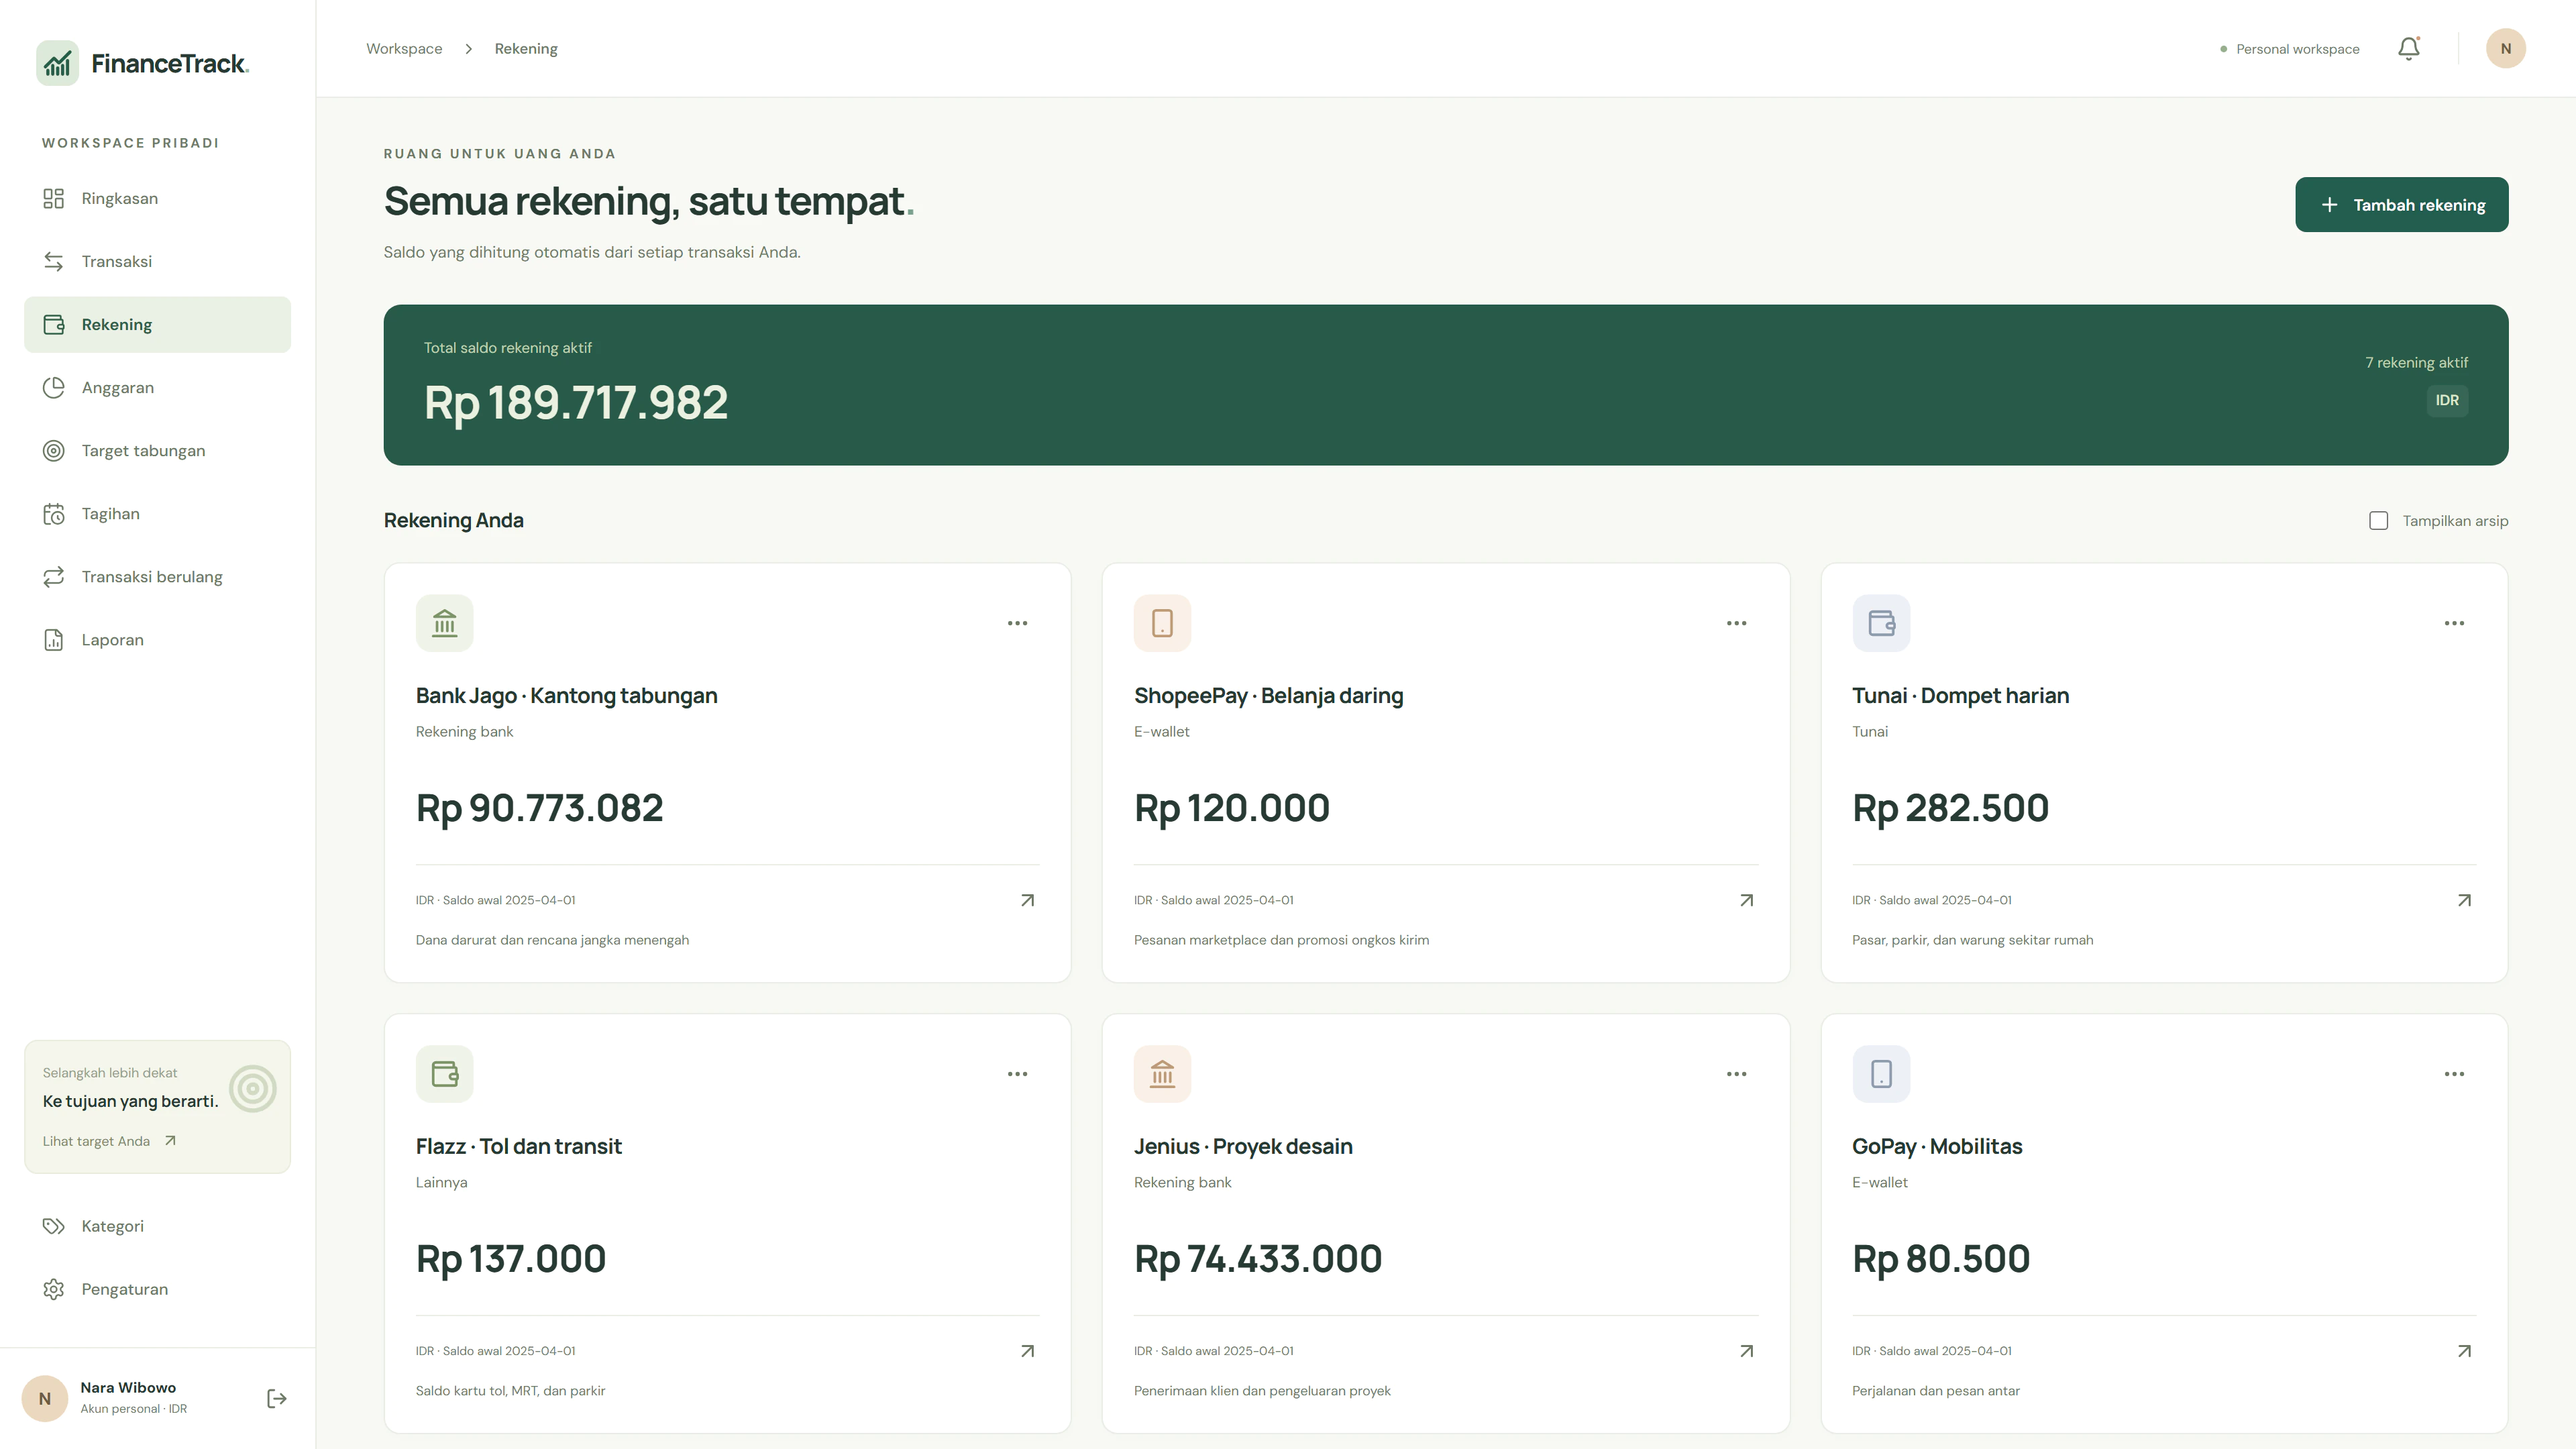 FinanceTrack.
WORKSPACE PRIBADI
Ringkasan
Transaksi
Rekening
Anggaran
Target tabungan
Tagihan
Transaksi berulang
Laporan
Selangkah lebih dekat
Ke tujuan yang berarti.
Lihat target Anda
Kategori
Pengaturan
N
Nara Wibowo
Akun personal · IDR
Workspace
Rekening
Personal workspace
N
RUANG UNTUK UANG ANDA
Semua rekening, satu tempat.
Saldo yang dihitung otomatis dari setiap transaksi Anda.
Tambah rekening
Total saldo rekening aktif
Rp 189.717.982
7 rekening aktif
IDR
Rekening Anda
Tampilkan arsip
Bank Jago · Kantong tabungan
Rekening bank
Rp 90.773.082
IDR · Saldo awal 2025-04-01
Dana darurat dan rencana jangka menengah
ShopeePay · Belanja daring
E-wallet
Rp 120.000
IDR · Saldo awal 2025-04-01
Pesanan marketplace dan promosi ongkos kirim
Tunai · Dompet harian
Tunai
Rp 282.500
IDR · Saldo awal 2025-04-01
Pasar, parkir, dan warung sekitar rumah
Flazz · Tol dan transit
Lainnya
Rp 137.000
IDR · Saldo awal 2025-04-01
Saldo kartu tol, MRT, dan parkir
Jenius · Proyek desain
Rekening bank
Rp 74.433.000
IDR · Saldo awal 2025-04-01
Penerimaan klien dan pengeluaran proyek
GoPay · Mobilitas
E-wallet
Rp 80.500
IDR · Saldo awal 2025-04-01
Perjalanan dan pesan antar